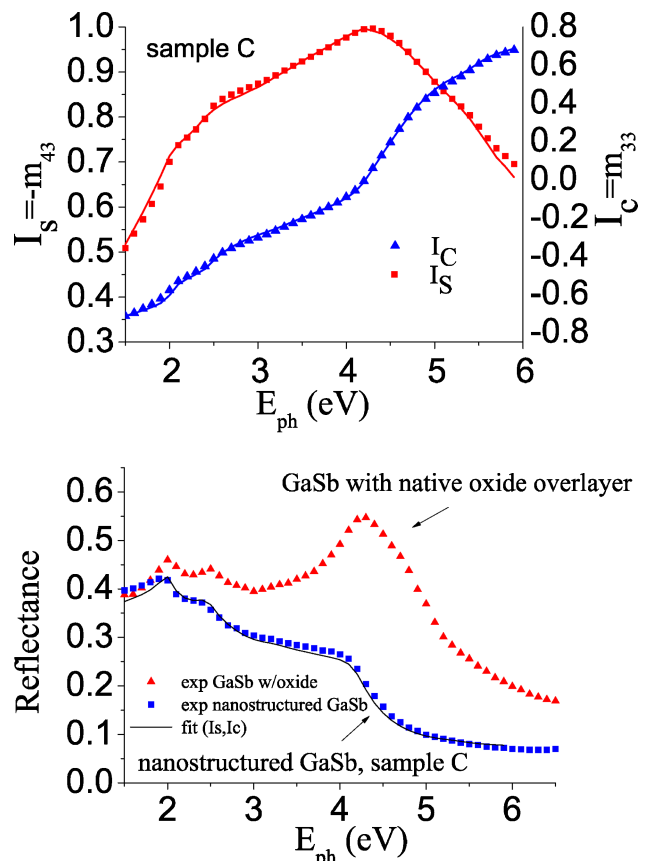 sample C
1.0
0.9
0.8
0.7
0.6
0.5
0.4
0.3
I_S=-m_43
0.8
0.6
0.4
0.2
0.0
-0.2
-0.4
-0.6
-0.8
I_C=m_33
I_C
I_S
2 3 4 5 6
E_ph (eV)
0.6
0.5
0.4
0.3
0.2
0.1
0.0
Reflectance
GaSb with native oxide overlayer
exp GaSb w/oxide
exp nanostructured GaSb
fit (Is,Ic)
nanostructured GaSb, sample C
2 3 4 5 6
E_ph (eV)